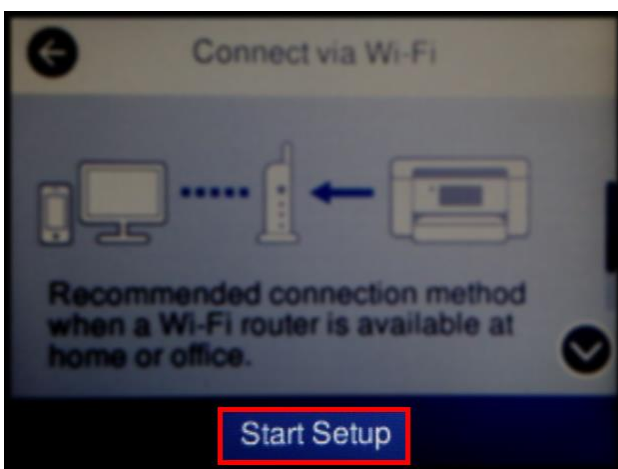 Connect via Wi-Fi
Recommended connection method
when a Wi-Fi router is available at
home or office.
Start Setup